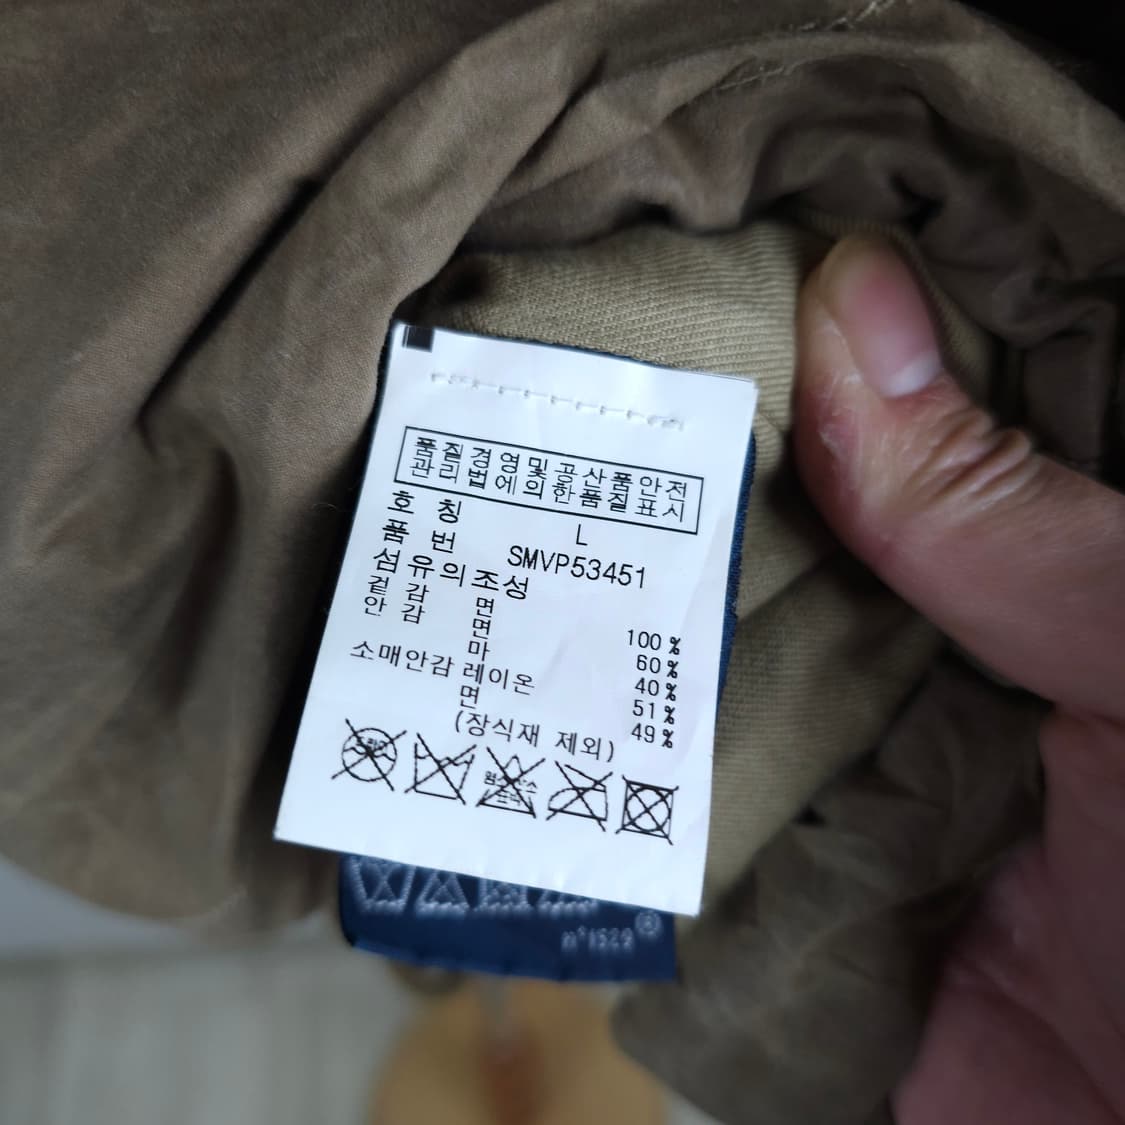 품질경영및공산품안전
관리법에의한품질표시
호 칭 L
품 번 SMVP53451
섬유의조성
겉 감 면 100%
안 감 면 60%
마 40%
소매안감 레이온 51%
면 49%
(장식재 제외)
n°1529®